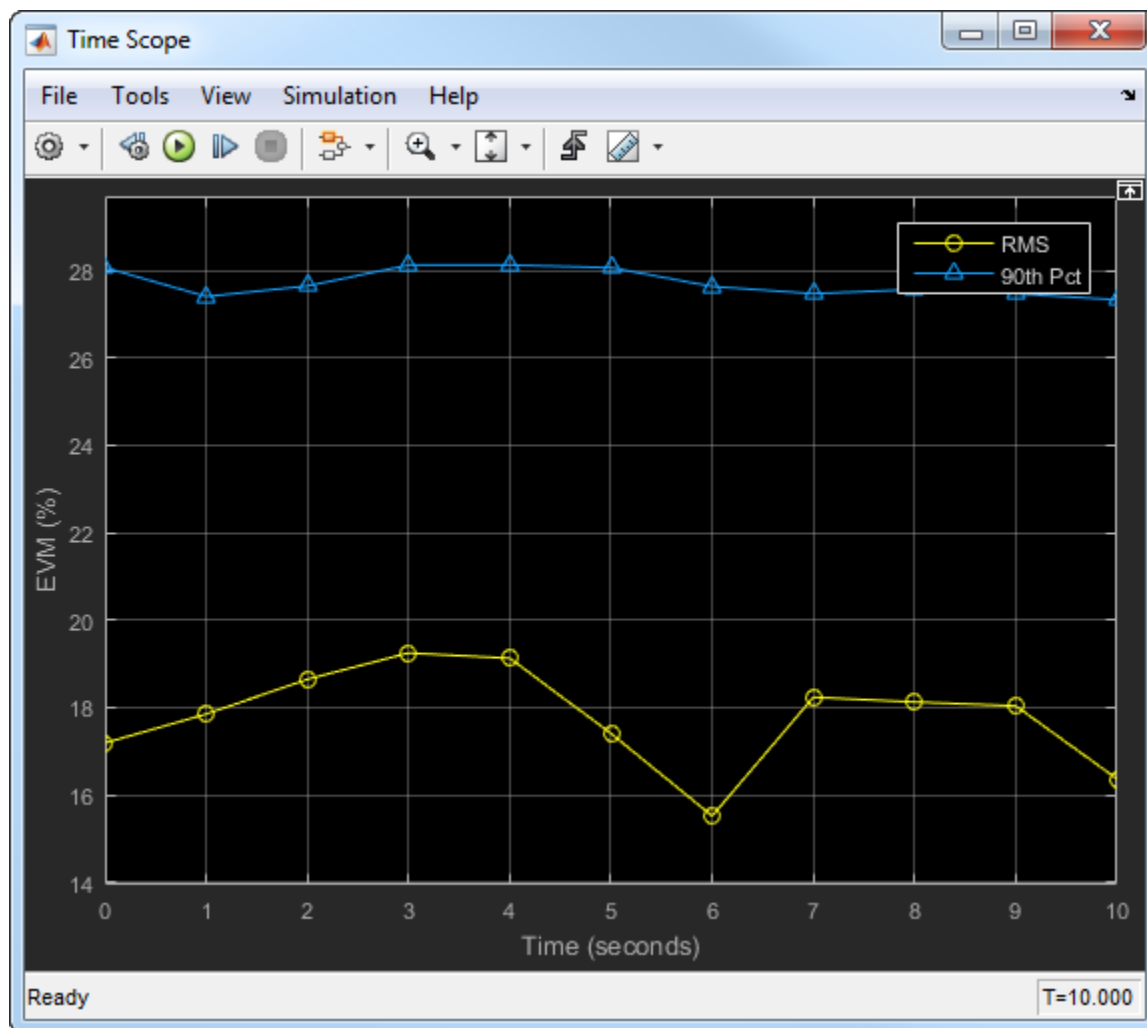 Time Scope
File Tools View Simulation Help
RMS
90th Pct
28
26
24
22
20
18
16
14
EVM (%)
0 1 2 3 4 5 6 7 8 9 10
Time (seconds)
Ready T=10.000